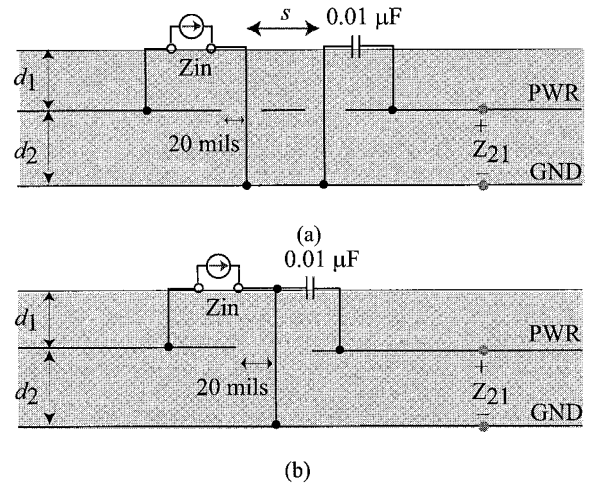 s
0.01 μF
Zin
d1
PWR
20 mils
d2
+
Z21
−
GND
(a)
0.01 μF
Zin
d1
PWR
20 mils
d2
+
Z21
−
GND
(b)